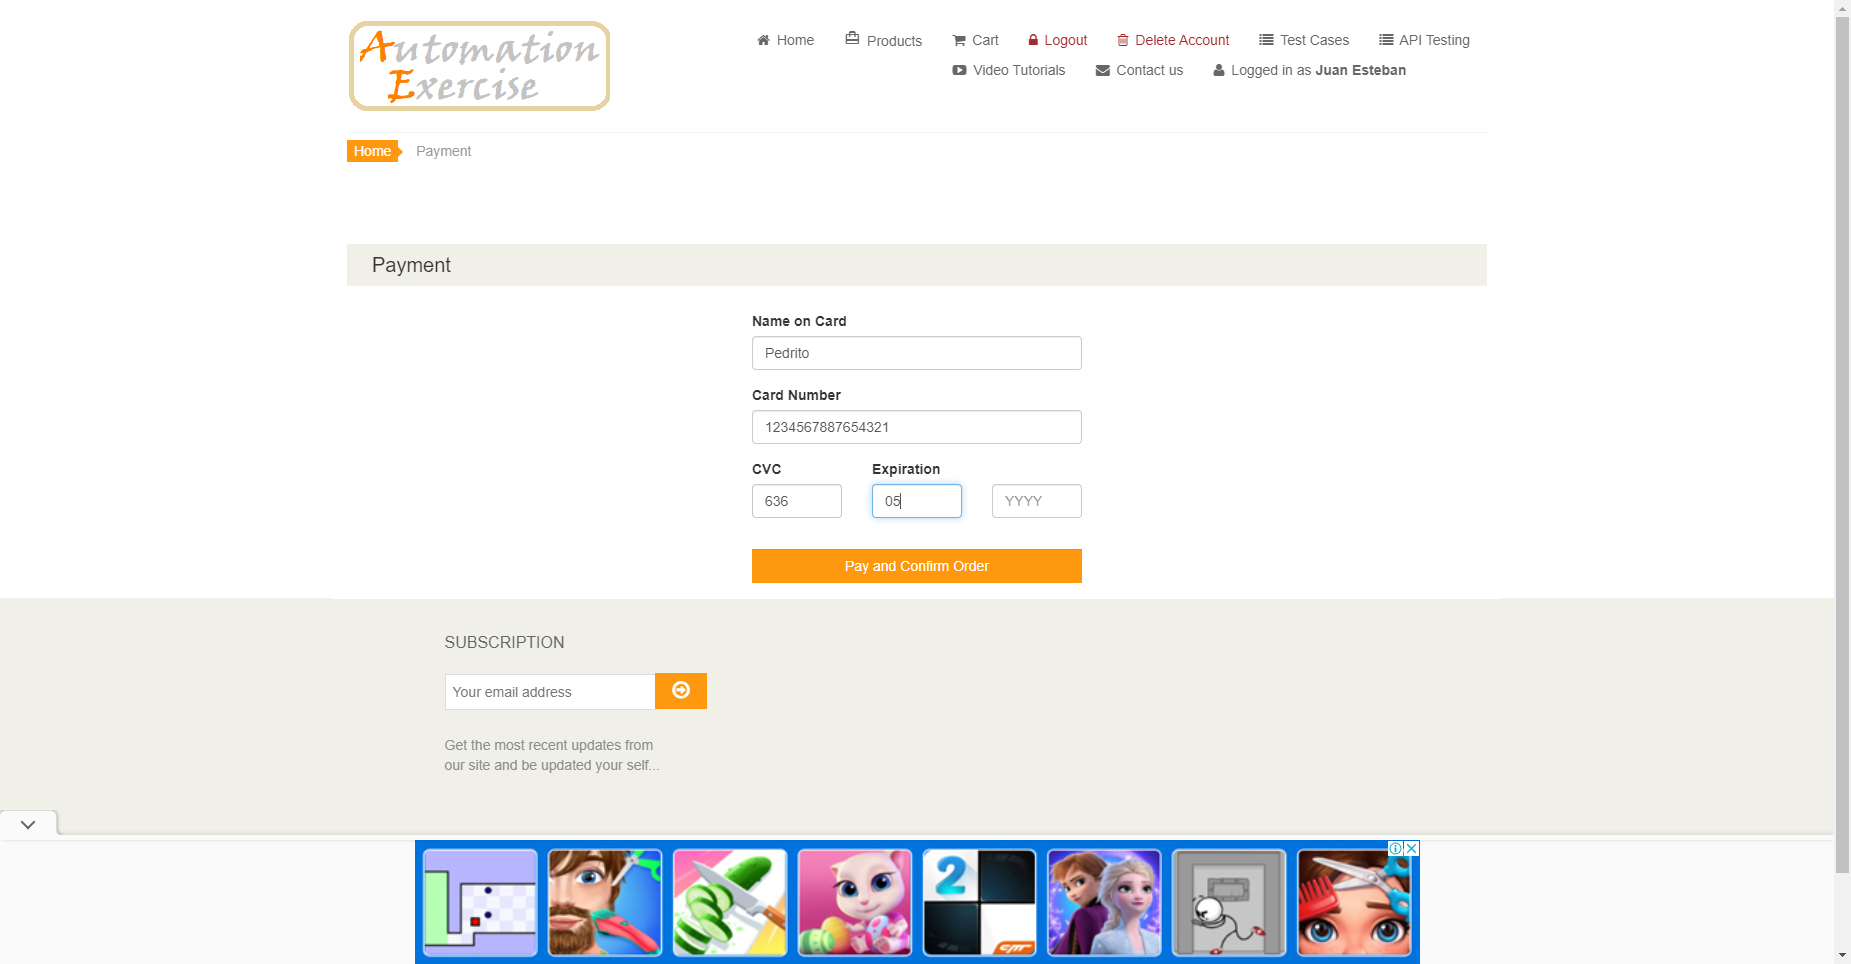 Automation
Exercise
Home
Products
Cart
Logout
Delete Account
Test Cases
API Testing
Video Tutorials
Contact us
Logged in as Juan Esteban
Home
Payment
Payment
Name on Card
Pedrito
Card Number
1234567887654321
CVC
Expiration
636
05
YYYY
Pay and Confirm Order
SUBSCRIPTION
Your email address
Get the most recent updates from
our site and be updated your self...
2